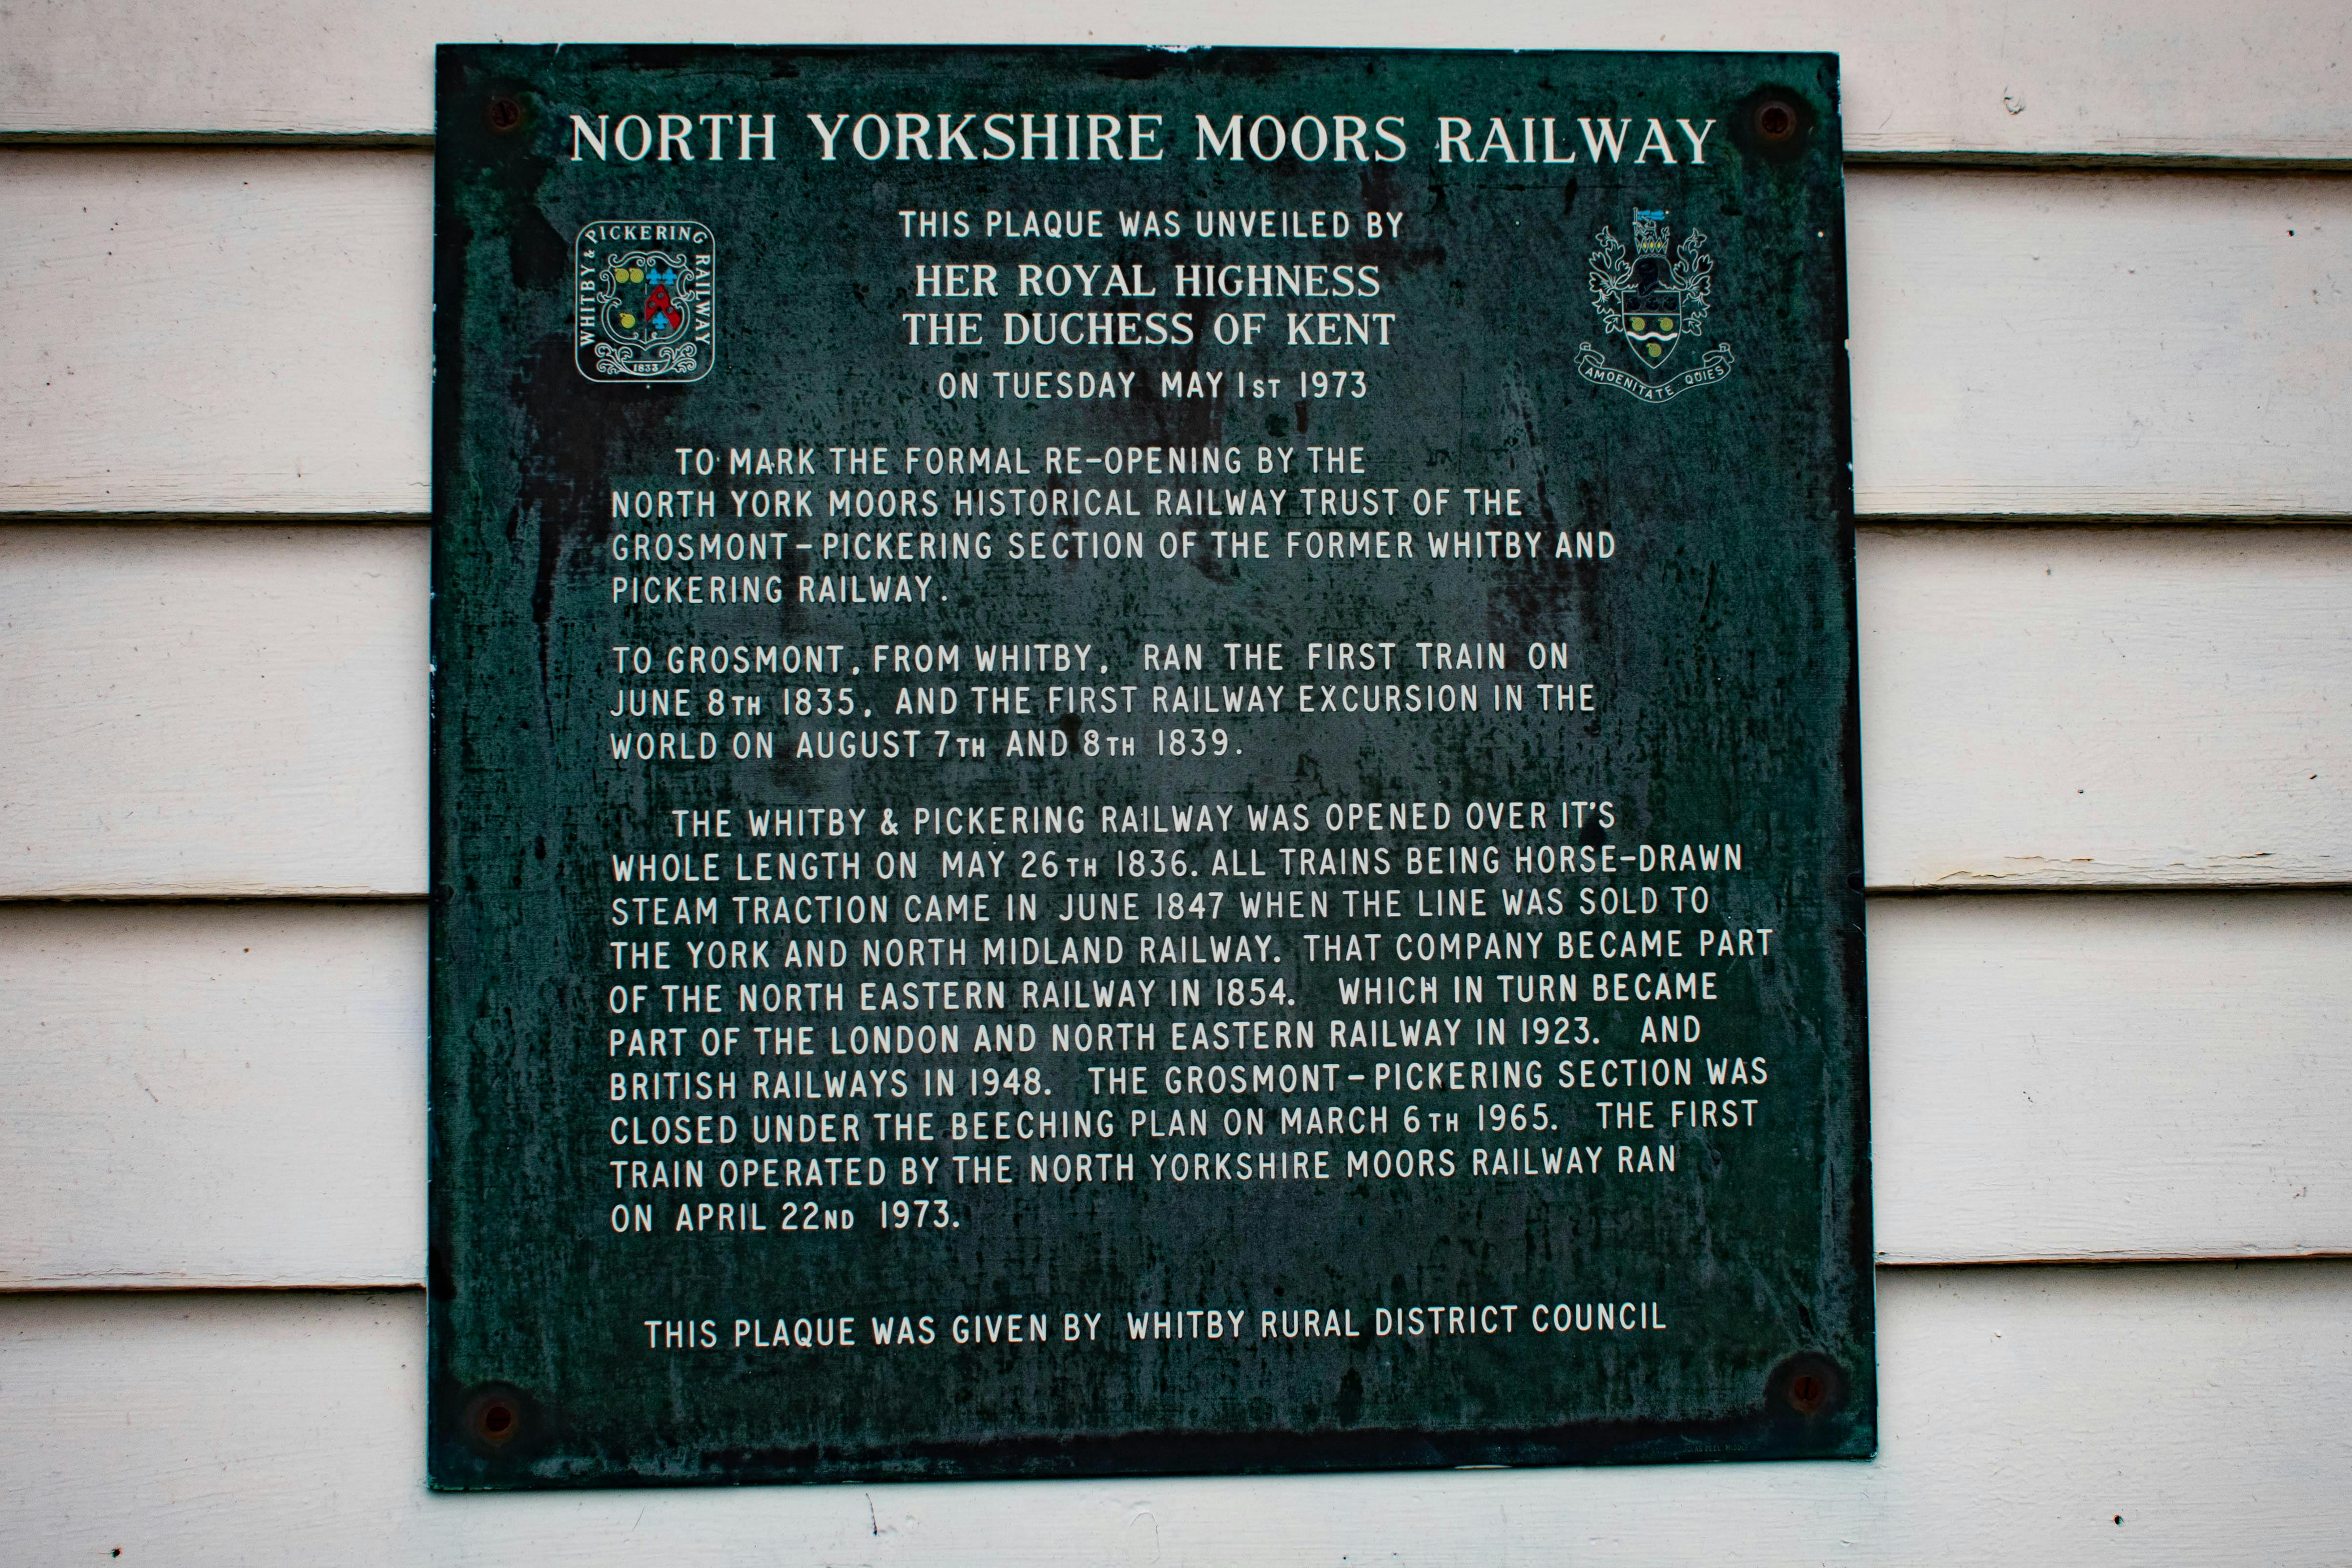 NORTH YORKSHIRE MOORS RAILWAY
WHITBY & PICKERING RAILWAY
1833
THIS PLAQUE WAS UNVEILED BY
HER ROYAL HIGHNESS
THE DUCHESS OF KENT
ON TUESDAY MAY 1ST 1973
AMOENITATE QUIES
TO MARK THE FORMAL RE-OPENING BY THE
NORTH YORK MOORS HISTORICAL RAILWAY TRUST OF THE
GROSMONT-PICKERING SECTION OF THE FORMER WHITBY AND
PICKERING RAILWAY.
TO GROSMONT, FROM WHITBY, RAN THE FIRST TRAIN ON
JUNE 8TH 1835, AND THE FIRST RAILWAY EXCURSION IN THE
WORLD ON AUGUST 7TH AND 8TH 1839.
THE WHITBY & PICKERING RAILWAY WAS OPENED OVER IT'S
WHOLE LENGTH ON MAY 26TH 1836. ALL TRAINS BEING HORSE-DRAWN
STEAM TRACTION CAME IN JUNE 1847 WHEN THE LINE WAS SOLD TO
THE YORK AND NORTH MIDLAND RAILWAY. THAT COMPANY BECAME PART
OF THE NORTH EASTERN RAILWAY IN 1854. WHICH IN TURN BECAME
PART OF THE LONDON AND NORTH EASTERN RAILWAY IN 1923. AND
BRITISH RAILWAYS IN 1948. THE GROSMONT-PICKERING SECTION WAS
CLOSED UNDER THE BEECHING PLAN ON MARCH 6TH 1965. THE FIRST
TRAIN OPERATED BY THE NORTH YORKSHIRE MOORS RAILWAY RAN
ON APRIL 22ND 1973.
THIS PLAQUE WAS GIVEN BY WHITBY RURAL DISTRICT COUNCIL